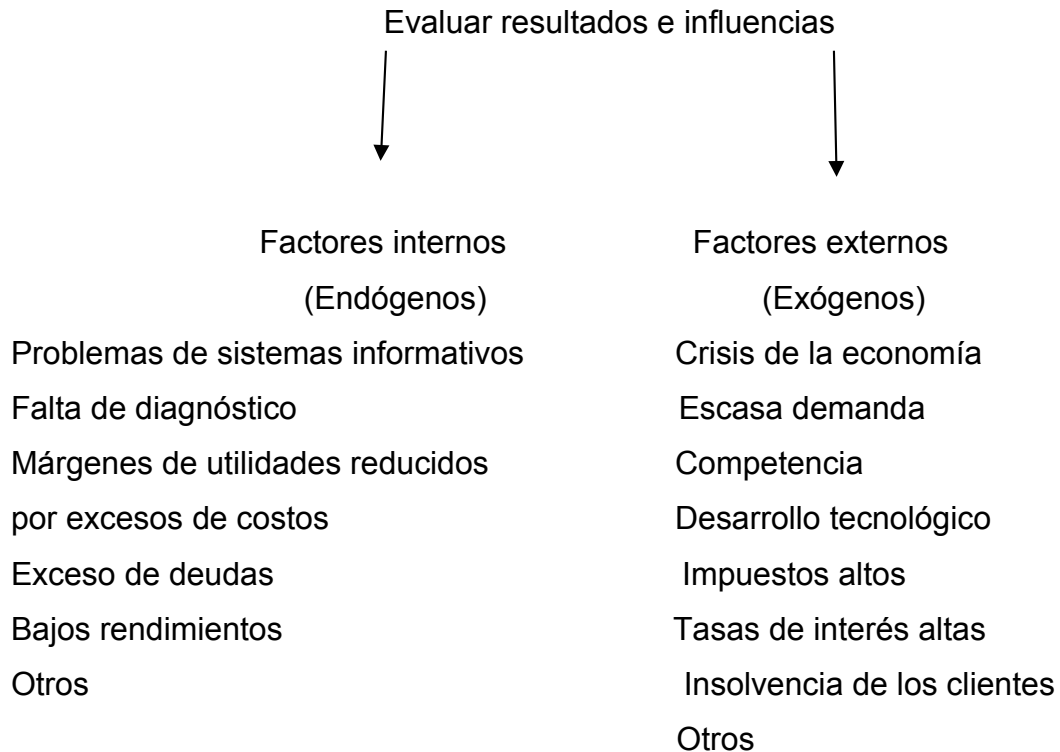 Evaluar resultados e influencias
Factores internos
(Endógenos)
Problemas de sistemas informativos
Falta de diagnóstico
Márgenes de utilidades reducidos
por excesos de costos
Exceso de deudas
Bajos rendimientos
Otros
Factores externos
(Exógenos)
Crisis de la economía
Escasa demanda
Competencia
Desarrollo tecnológico
Impuestos altos
Tasas de interés altas
Insolvencia de los clientes
Otros